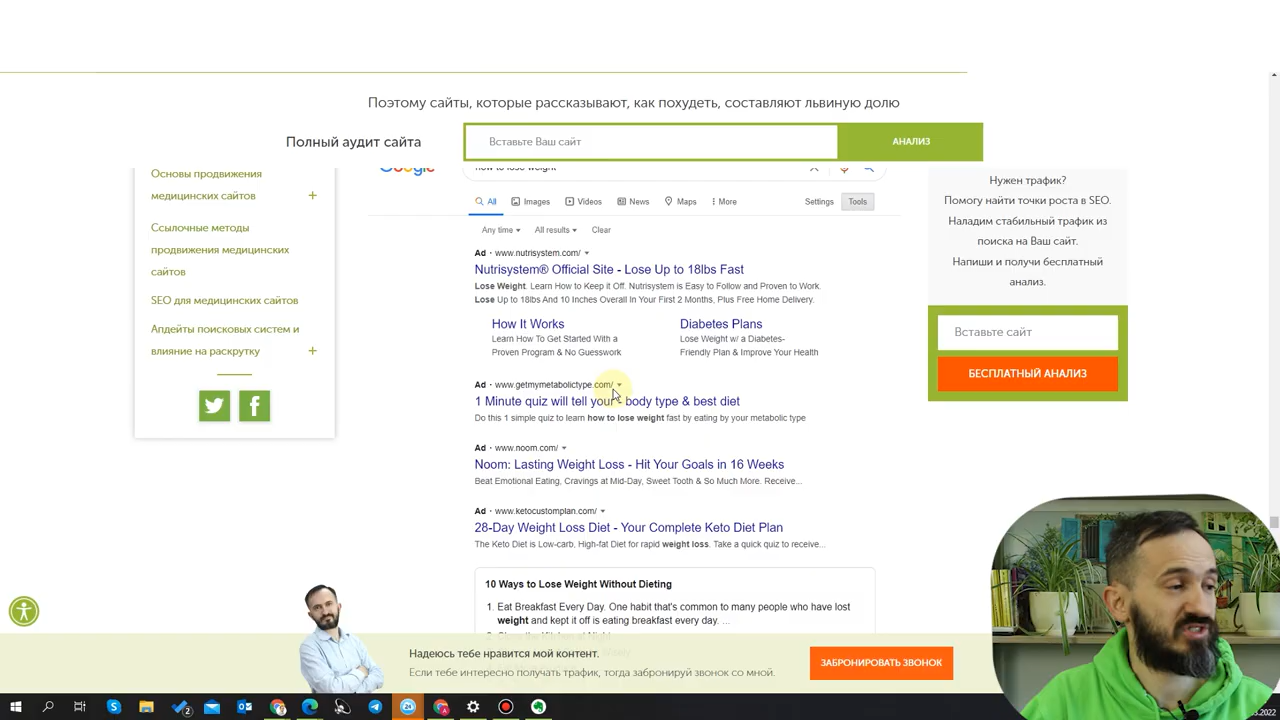 Поэтому сайты, которые рассказывают, как похудеть, составляют львиную долю
Полный аудит сайта
Вставьте Ваш сайт
АНАЛИЗ
Google
how to lose weight
Основы продвижения
медицинских сайтов +
Ссылочные методы
продвижения медицинских
сайтов
SEO для медицинских сайтов
Апдейты поисковых систем и
влияние на раскрутку +
All Images Videos News Maps More Settings Tools
Any time All results Clear
Ad · www.nutrisystem.com/
Nutrisystem® Official Site - Lose Up to 18lbs Fast
Lose Weight. Learn How to Keep it Off. Nutrisystem is Easy to Follow and Proven to Work.
Lose Up to 18lbs And 10 Inches Overall In Your First 2 Months, Plus Free Home Delivery.
How It Works
Learn How To Get Started With a
Proven Program & No Guesswork
Diabetes Plans
Lose Weight w/ a Diabetes-
Friendly Plan & Improve Your Health
Ad · www.getmymetabolictype.com/
1 Minute quiz will tell your body type & best diet
Do this 1 simple quiz to learn how to lose weight fast by eating by your metabolic type
Ad · www.noom.com/
Noom: Lasting Weight Loss - Hit Your Goals in 16 Weeks
Beat Emotional Eating, Cravings at Mid-Day, Sweet Tooth & So Much More. Receive...
Ad · www.ketocustomplan.com/
28-Day Weight Loss Diet - Your Complete Keto Diet Plan
The Keto Diet is Low-carb, High-fat Diet for rapid weight loss. Take a quick quiz to receive...
10 Ways to Lose Weight Without Dieting
1. Eat Breakfast Every Day. One habit that's common to many people who have lost
weight and kept it off is eating breakfast every day. ...
Нужен трафик?
Помогу найти точки роста в SEO.
Наладим стабильный трафик из
поиска на Ваш сайт.
Напиши и получи бесплатный
анализ.
Вставьте сайт
БЕСПЛАТНЫЙ АНАЛИЗ
Надеюсь тебе нравится мой контент.
Если тебе интересно получать трафик, тогда забронируй звонок со мной.
ЗАБРОНИРОВАТЬ ЗВОНОК
24